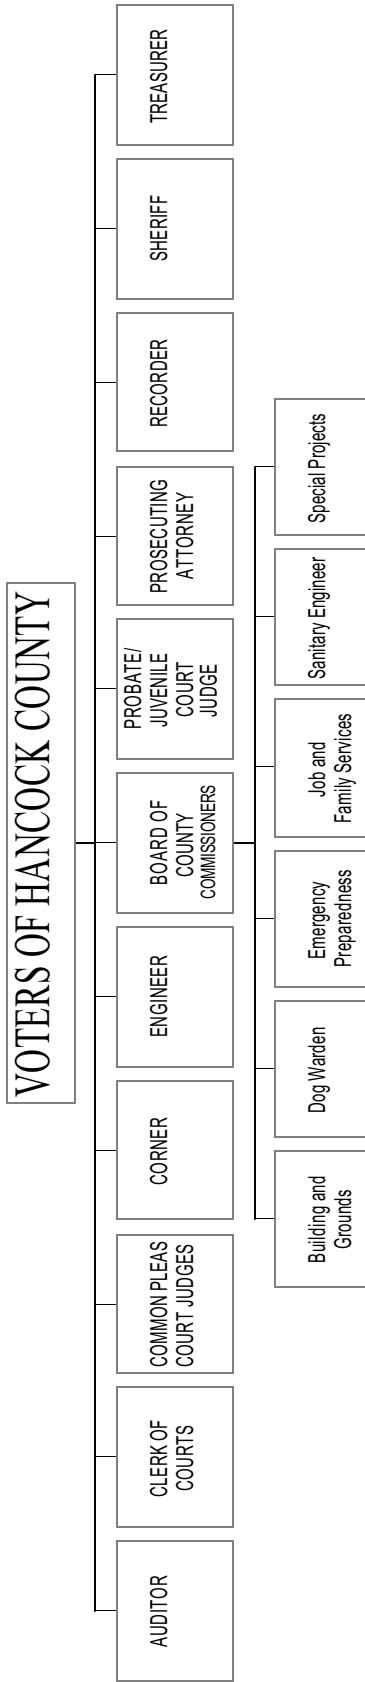 VOTERS OF HANCOCK COUNTY
AUDITOR
CLERK OF
COURTS
COMMON PLEAS
COURT JUDGES
CORNER
ENGINEER
BOARD OF
COUNTY
COMMISSIONERS
PROBATE/
JUVENILE
COURT
JUDGE
PROSECUTING
ATTORNEY
RECORDER
SHERIFF
TREASURER
Building and
Grounds
Dog Warden
Emergency
Preparedness
Job and
Family Services
Sanitary Engineer
Special Projects